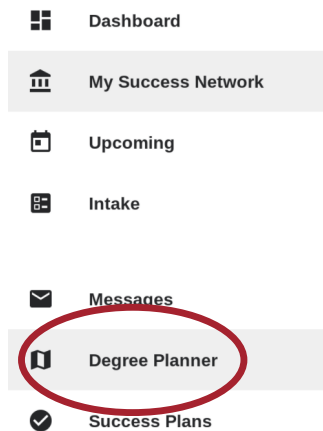 Dashboard
My Success Network
Upcoming
Intake
Messages
Degree Planner
Success Plans